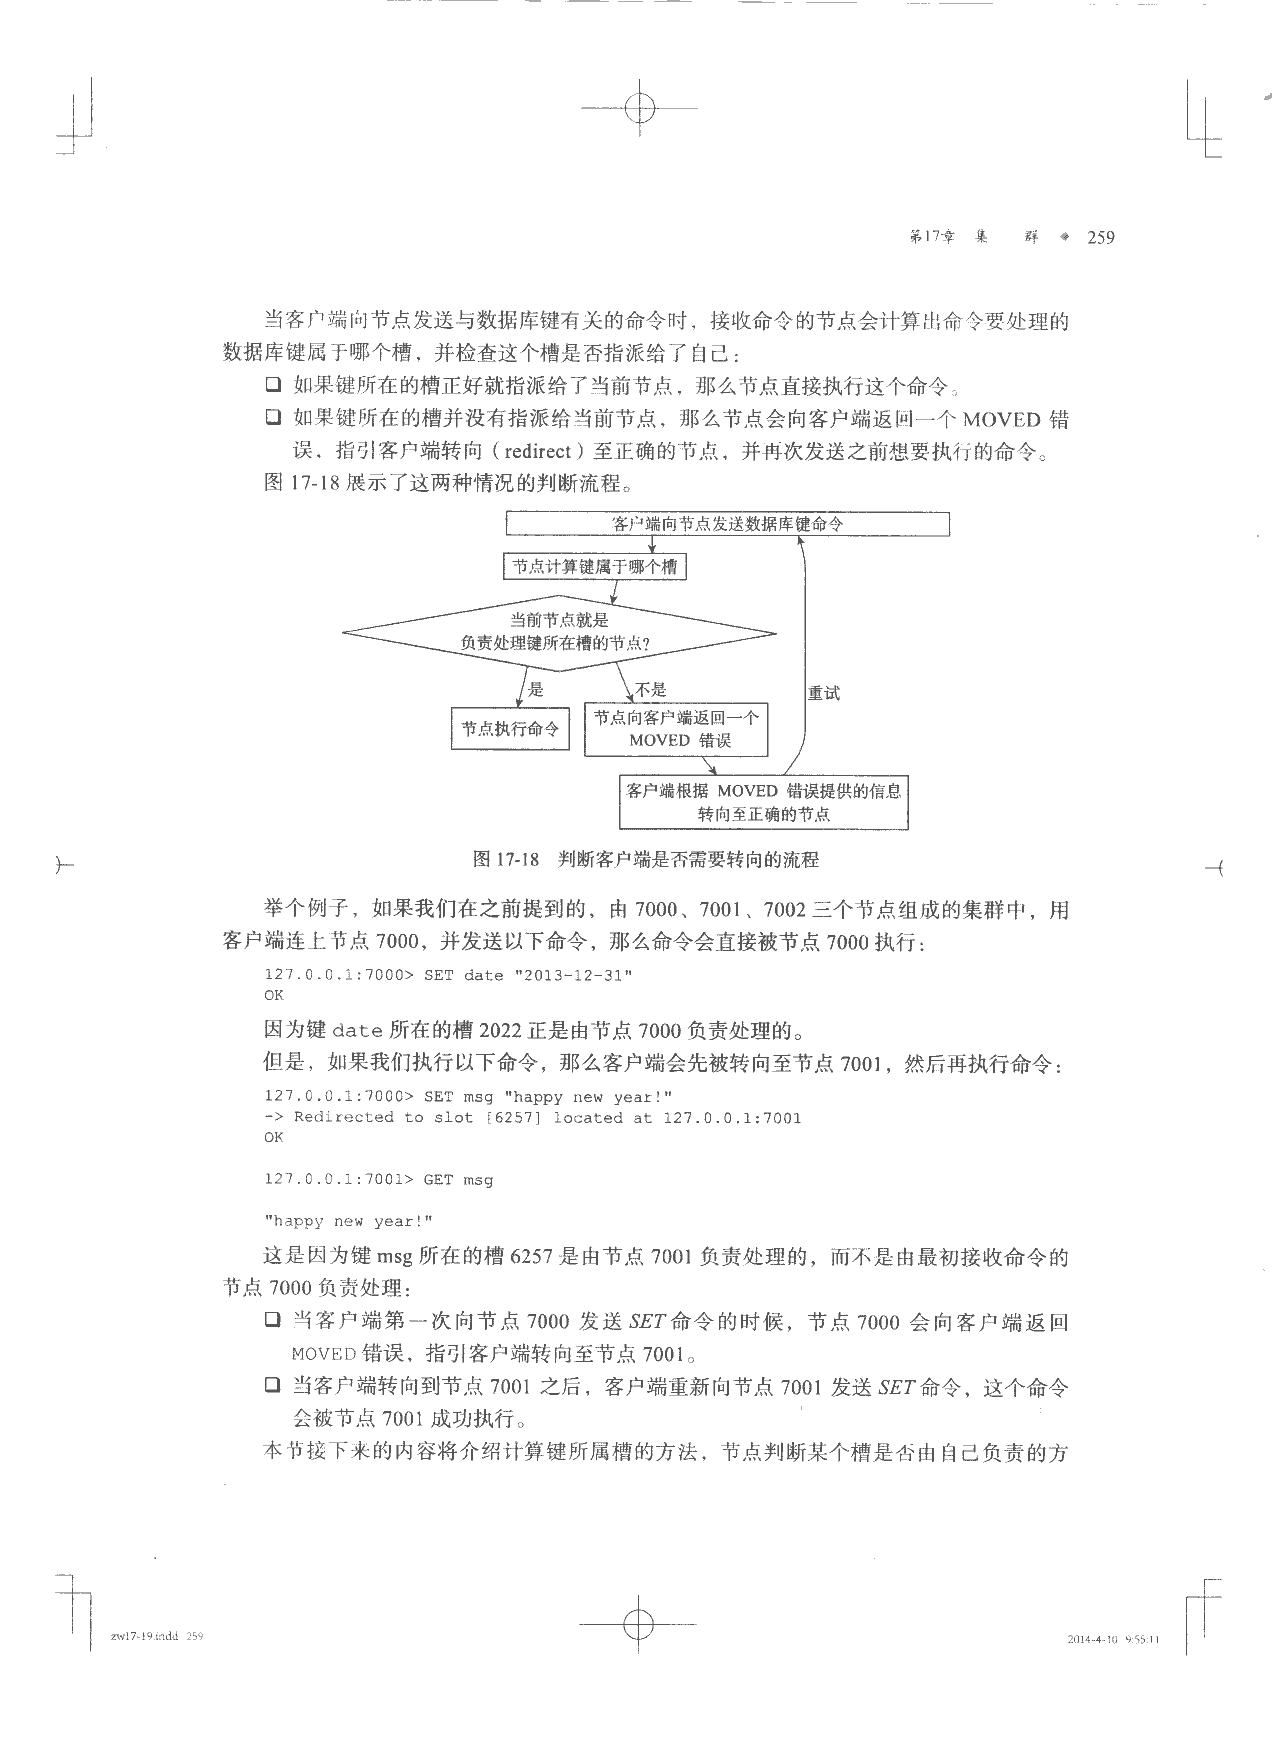 第17章 集 群 259
当客户端向节点发送与数据库键有关的命令时，接收命令的节点会计算出命令要处理的
数据库键属于哪个槽，并检查这个槽是否指派给了自己：
❑ 如果键所在的槽正好就指派给了当前节点，那么节点直接执行这个命令。
❑ 如果键所在的槽并没有指派给当前节点，那么节点会向客户端返回一个 MOVED 错
误，指引客户端转向（redirect）至正确的节点，并再次发送之前想要执行的命令。
图 17-18 展示了这两种情况的判断流程。
客户端向节点发送数据库键命令
节点计算键属于哪个槽
当前节点就是
负责处理键所在槽的节点?
是
不是
重试
节点执行命令
节点向客户端返回一个
MOVED 错误
客户端根据 MOVED 错误提供的信息
转向至正确的节点
图 17-18 判断客户端是否需要转向的流程
举个例子，如果我们在之前提到的，由 7000、7001、7002 三个节点组成的集群中，用
客户端连上节点 7000，并发送以下命令，那么命令会直接被节点 7000 执行：
127.0.0.1:7000> SET date "2013-12-31"
OK
因为键 date 所在的槽 2022 正是由节点 7000 负责处理的。
但是，如果我们执行以下命令，那么客户端会先被转向至节点 7001，然后再执行命令：
127.0.0.1:7000> SET msg "happy new year!"
-> Redirected to slot [6257] located at 127.0.0.1:7001
OK
127.0.0.1:7001> GET msg
"happy new year!"
这是因为键 msg 所在的槽 6257 是由节点 7001 负责处理的，而不是由最初接收命令的
节点 7000 负责处理：
❑ 当客户端第一次向节点 7000 发送 SET 命令的时候，节点 7000 会向客户端返回
MOVED 错误，指引客户端转向至节点 7001。
❑ 当客户端转向到节点 7001 之后，客户端重新向节点 7001 发送 SET 命令，这个命令
会被节点 7001 成功执行。
本节接下来的内容将介绍计算键所属槽的方法，节点判断某个槽是否由自己负责的方
zw17-19.indd 259
2014-4-10 9:55:11